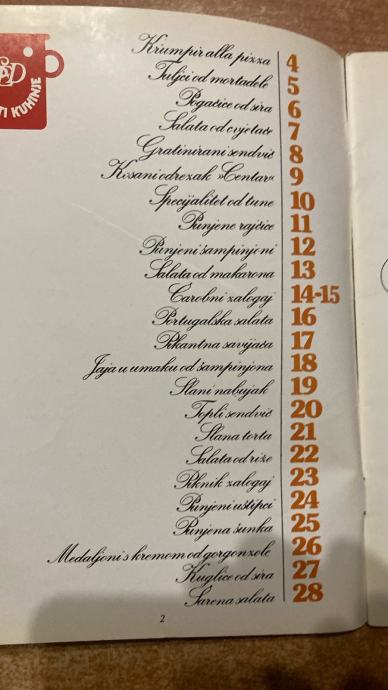 SPD
TI KUHINJE
Krumpir alla pizza 4
Tuljci od mortadele 5
Pogačice od sira 6
Salata od cvjetače 7
Gratinirani sendvič 8
Kosani odrezak »Centar« 9
Specijalitet od tune 10
Punjene rajčice 11
Punjeni šampinjoni 12
Salata od makarona 13
Čarobni zalogaj 14-15
Portugalska salata 16
Pikantna savijača 17
Jaja u umaku od šampinjona 18
Slani nabujak 19
Topli sendvič 20
Slana torta 21
Salata od riže 22
Piknik zalogaj 23
Punjeni uštipci 24
Punjena šunka 25
Medaljoni s kremom od gorgonzole 26
Kuglice od sira 27
Šarena salata 28
2